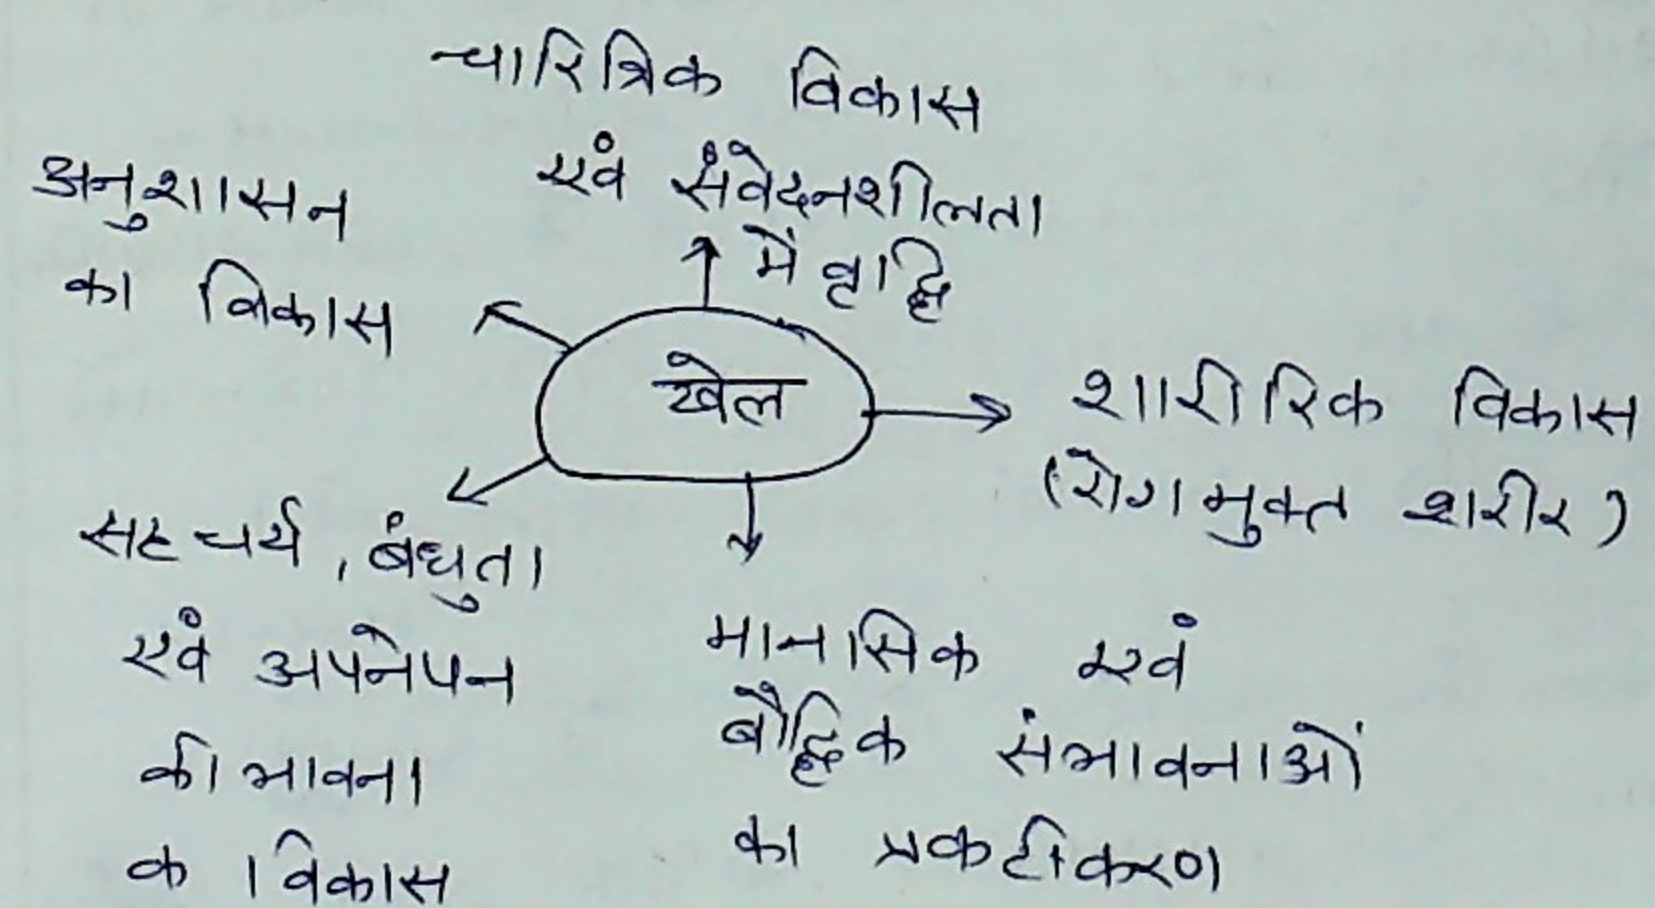 चारित्रिक विकास
एवं संवेदनशीलता
में वृद्धि
अनुशासन
का विकास
खेल
शारीरिक विकास
(रोगमुक्त शरीर)
सहचर्य, बंधुता
एवं अपनेपन
की भावना
का विकास
मानसिक एवं
बौद्धिक संभावनाओं
का प्रकटीकरण